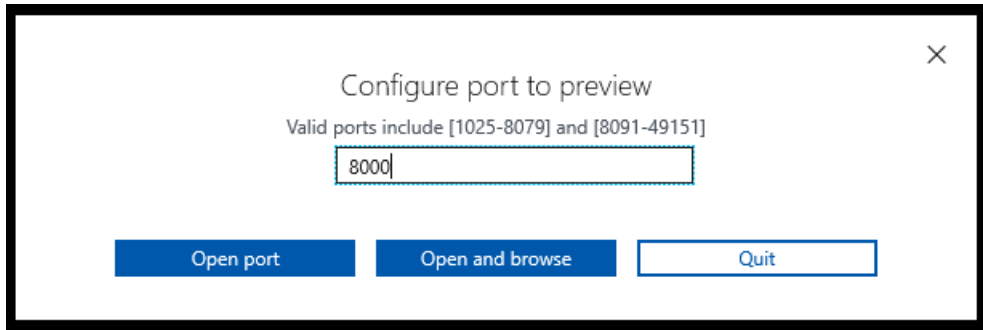 Configure port to preview
Valid ports include [1025-8079] and [8091-49151]
8000
Open port
Open and browse
Quit